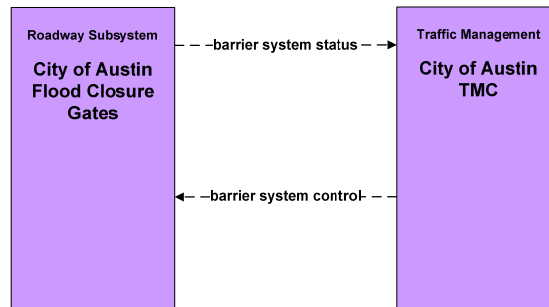 Roadway Subsystem
City of Austin
Flood Closure
Gates
barrier system status
Traffic Management
City of Austin
TMC
barrier system control